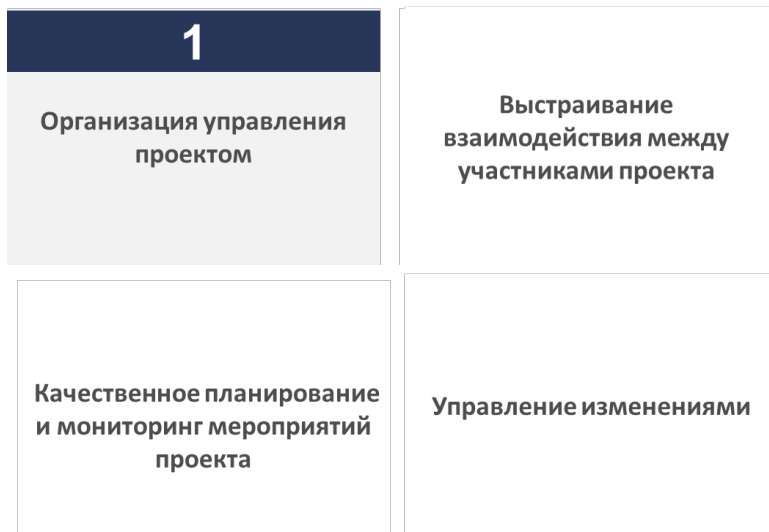 1
Организация управления
проектом
Выстраивание
взаимодействия между
участниками проекта
Качественное планирование
и мониторинг мероприятий
проекта
Управление изменениями